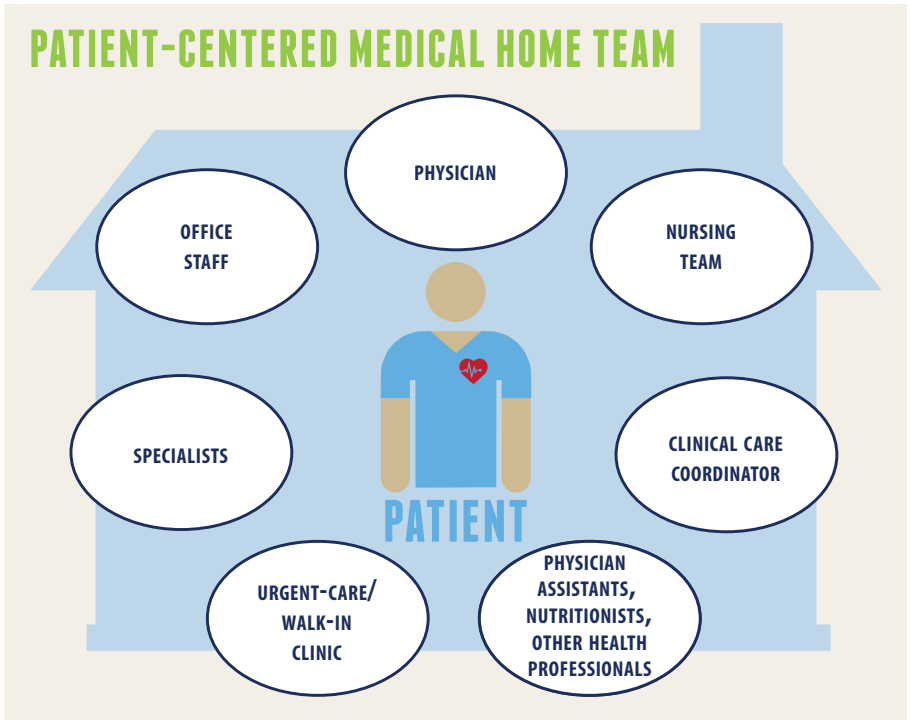 PATIENT-CENTERED MEDICAL HOME TEAM
PHYSICIAN
OFFICE
STAFF
NURSING
TEAM
SPECIALISTS
CLINICAL CARE
COORDINATOR
PATIENT
URGENT-CARE/
WALK-IN
CLINIC
PHYSICIAN
ASSISTANTS,
NUTRITIONISTS,
OTHER HEALTH
PROFESSIONALS